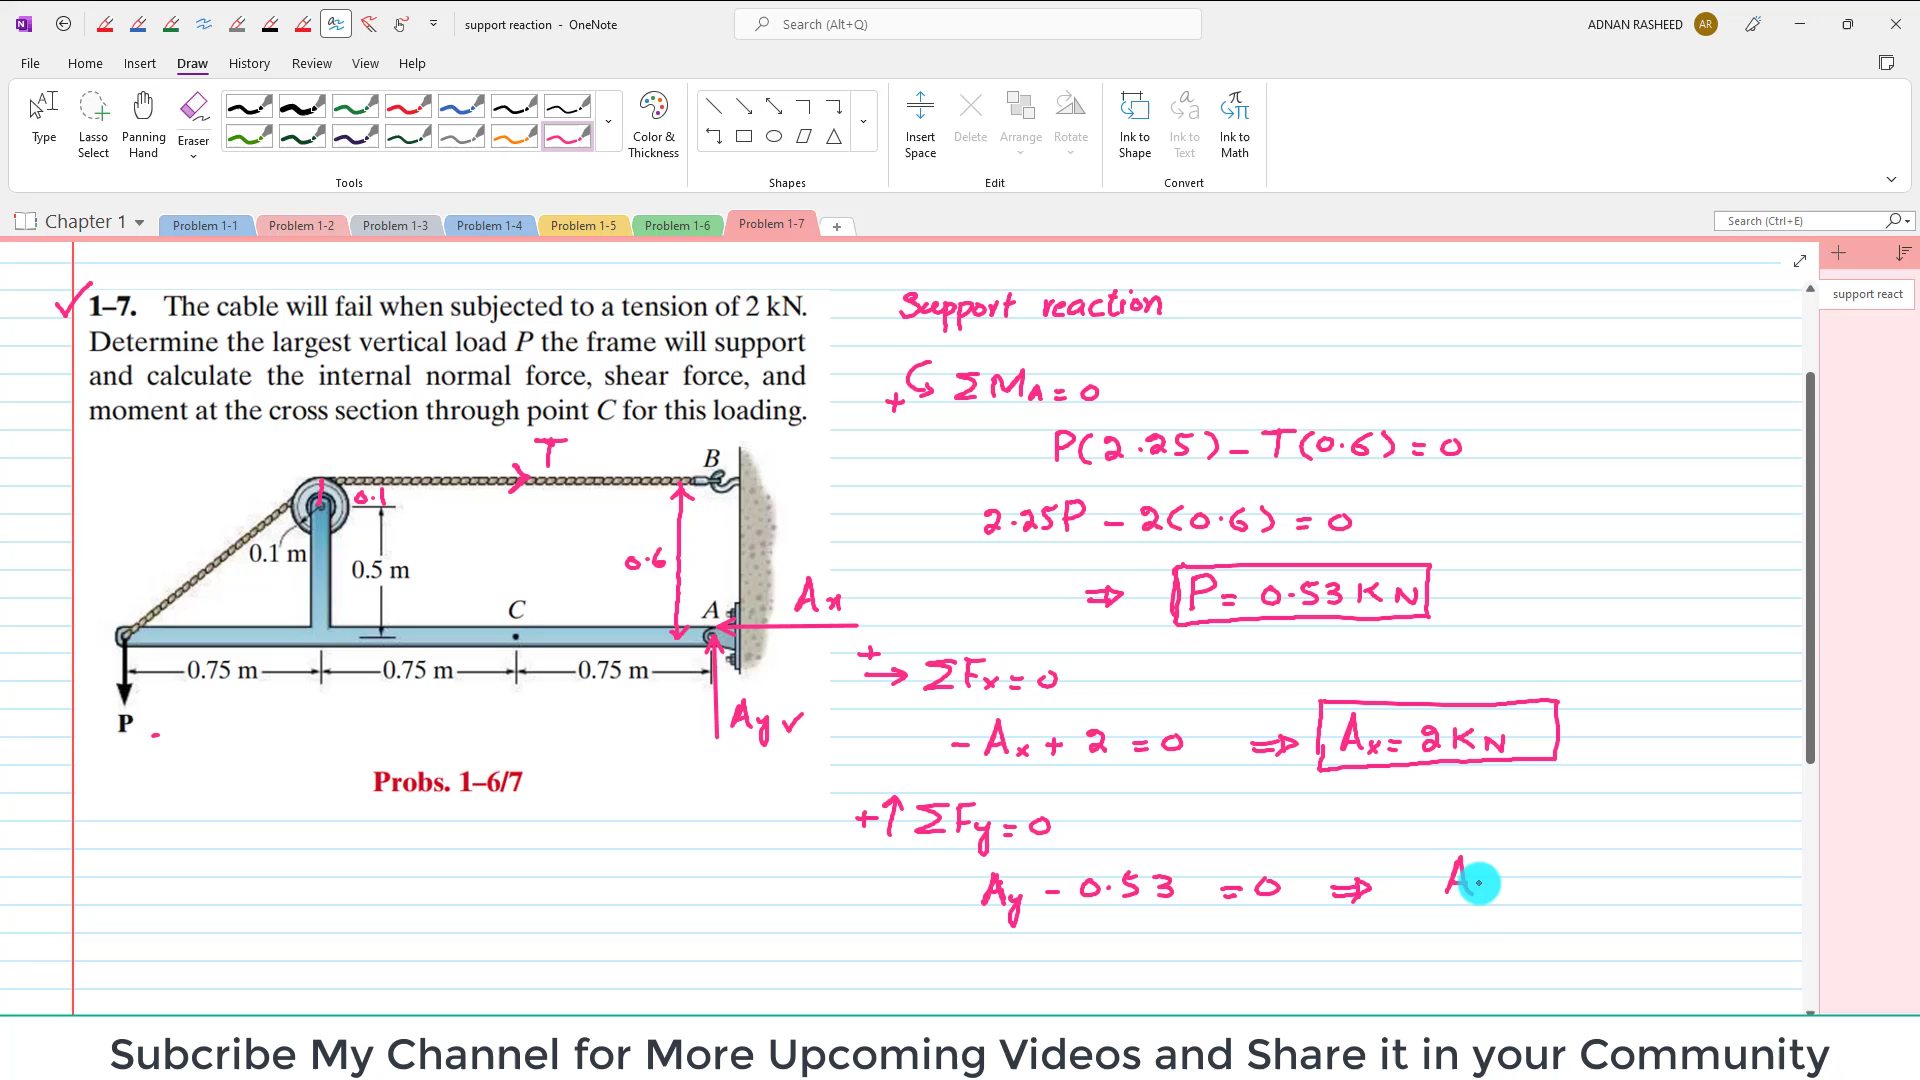 support reaction - OneNote
Search (Alt+Q)
ADNAN RASHEED
AR
File Home Insert Draw History Review View Help
Type
Lasso Select
Panning Hand
Eraser
Color & Thickness
Insert Space
Delete
Arrange
Rotate
Ink to Shape
Ink to Text
Ink to Math
Tools
Shapes
Edit
Convert
Chapter 1
Problem 1-1
Problem 1-2
Problem 1-3
Problem 1-4
Problem 1-5
Problem 1-6
Problem 1-7
Search (Ctrl+E)
support react
1–7. The cable will fail when subjected to a tension of 2 kN.
Determine the largest vertical load P the frame will support
and calculate the internal normal force, shear force, and
moment at the cross section through point C for this loading.
T
B
0.1
0.1 m
0.5 m
0.6
C
A
Ax
0.75 m
0.75 m
0.75 m
P
Ay ✓
Probs. 1–6/7
Support reaction
+ ΣMA = 0
P(2.25) - T(0.6) = 0
2.25P - 2(0.6) = 0
⇒ P = 0.53 KN
+→ ΣFx = 0
- Ax + 2 = 0 ⇒ Ax = 2KN
+↑ ΣFy = 0
Ay - 0.53 = 0 ⇒ A
Subcribe My Channel for More Upcoming Videos and Share it in your Community